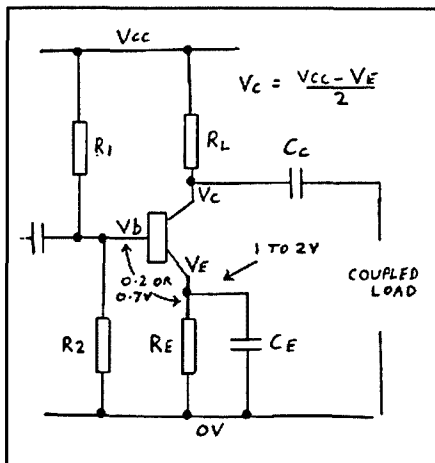 Vcc
Vc = Vcc - VE / 2
R1
RL
Cc
Vc
Vb
VE
1 TO 2V
0.2 OR
0.7V
COUPLED
LOAD
R2
RE
CE
0V